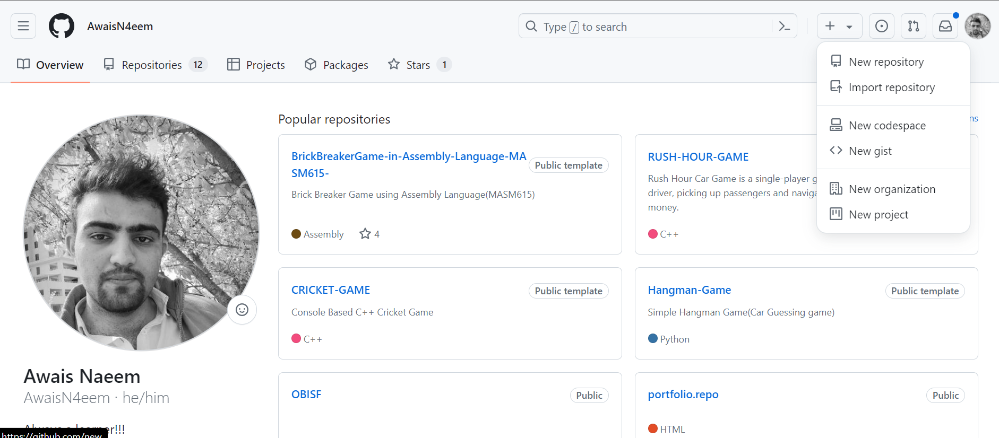 AwaisN4eem
Type / to search
Overview
Repositories 12
Projects
Packages
Stars 1
New repository
Import repository
New codespace
New gist
New organization
New project
Popular repositories
ns
BrickBreakerGame-in-Assembly-Language-MA
SM615-
Public template
Brick Breaker Game using Assembly Language(MASM615)
Assembly 4
RUSH-HOUR-GAME
Rush Hour Car Game is a single-player g
driver, picking up passengers and naviga
money.
C++
CRICKET-GAME
Public template
Console Based C++ Cricket Game
C++
Hangman-Game
Public template
Simple Hangman Game(Car Guessing game)
Python
OBISF
Public
portfolio.repo
Public
HTML
Awais Naeem
AwaisN4eem · he/him
Always a learner!!!
https://github.com/new